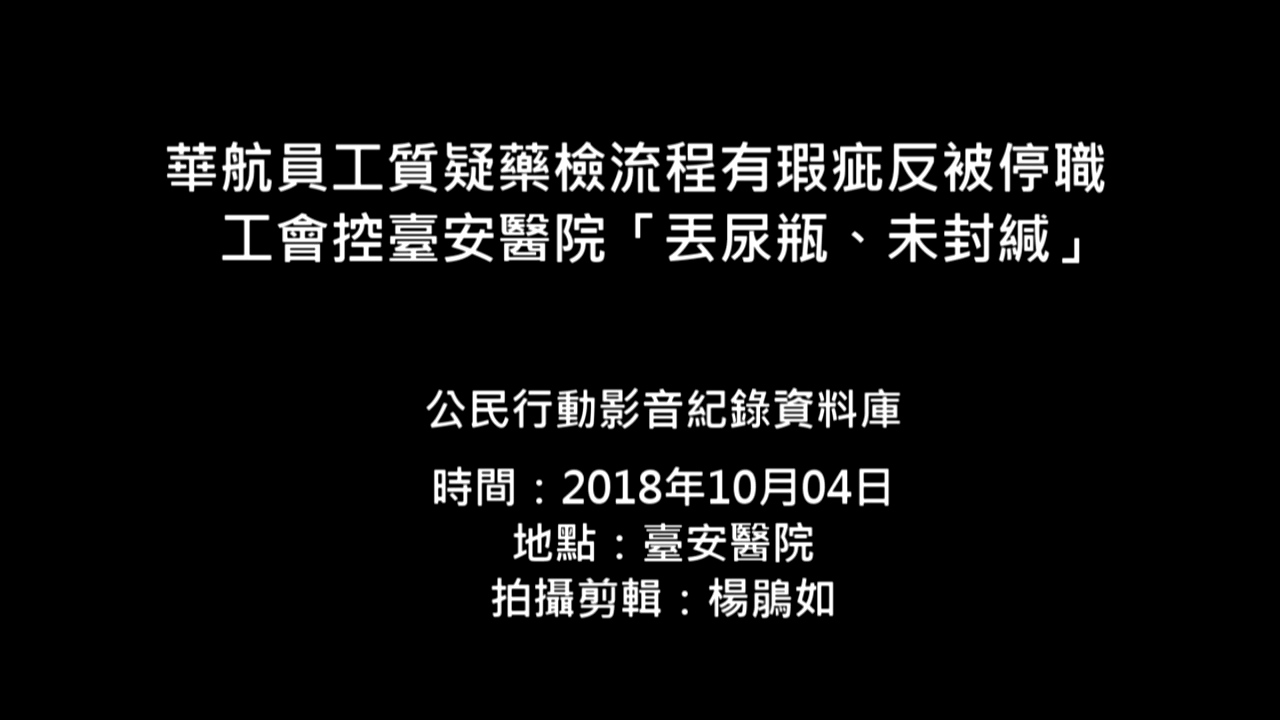 華航員工質疑藥檢流程有瑕疵反被停職
工會控臺安醫院「丟尿瓶、未封緘」
公民行動影音紀錄資料庫
時間：2018年10月04日
地點：臺安醫院
拍攝剪輯：楊鵑如